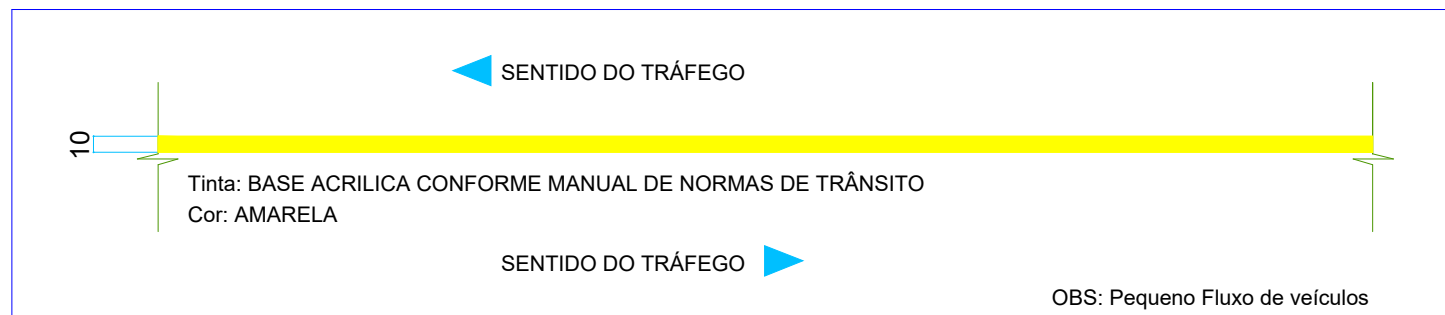 SENTIDO DO TRÁFEGO
10
Tinta: BASE ACRILICA CONFORME MANUAL DE NORMAS DE TRÂNSITO
Cor: AMARELA
SENTIDO DO TRÁFEGO
OBS: Pequeno Fluxo de veículos